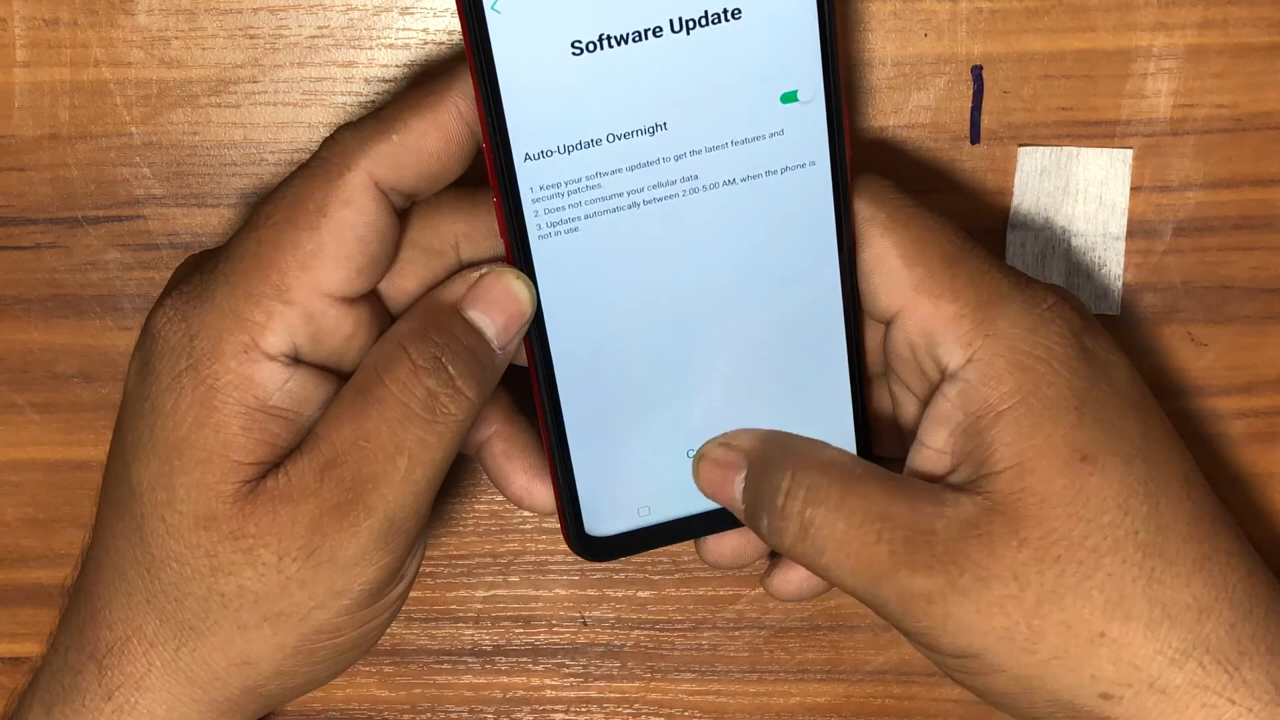 Software Update
Auto-Update Overnight
1. Keep your software updated to get the latest features and
security patches.
2. Does not consume your cellular data.
3. Updates automatically between 2:00-5:00 AM, when the phone is
not in use.